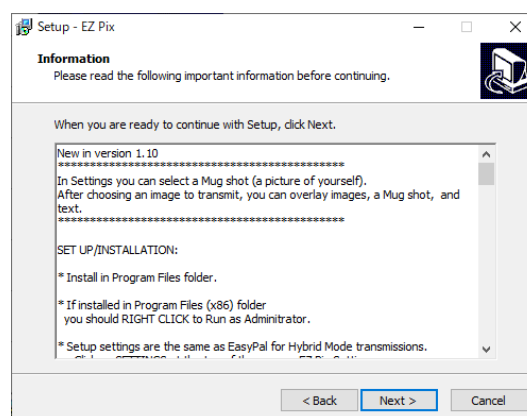 Setup - EZ Pix
Information
Please read the following important information before continuing.
When you are ready to continue with Setup, click Next.
New in version 1.10
***********************************************
In Settings you can select a Mug shot (a picture of yourself).
After choosing an image to transmit, you can overlay images, a Mug shot, and
text.
***********************************************
SET UP/INSTALLATION:
* Install in Program Files folder.
* If installed in Program Files (x86) folder
you should RIGHT CLICK to Run as Adminitrator.
* Setup settings are the same as EasyPal for Hybrid Mode transmissions.
< Back
Next >
Cancel